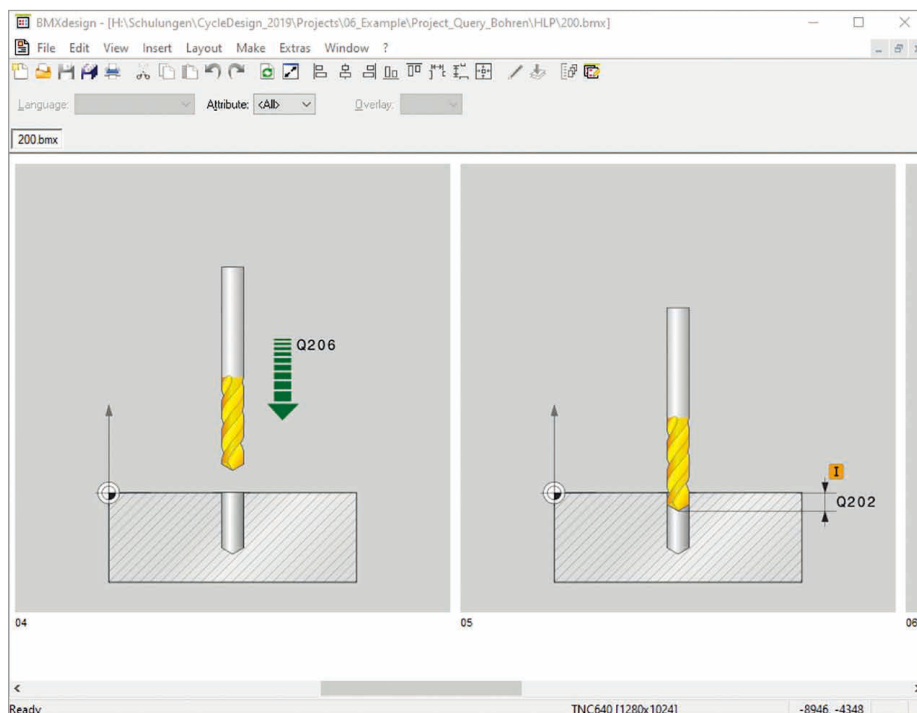 BMXdesign - [H:\Schulungen\CycleDesign_2019\Projects\06_Example\Project_Query_Bohren\HLP\200.bmx]
File Edit View Insert Layout Make Extras Window ?
Language: Attribute: <All> Overlay:
200.bmx
Q206
I
Q202
04 05 06
Ready TNC640 [1280x1024] -8946, -4348